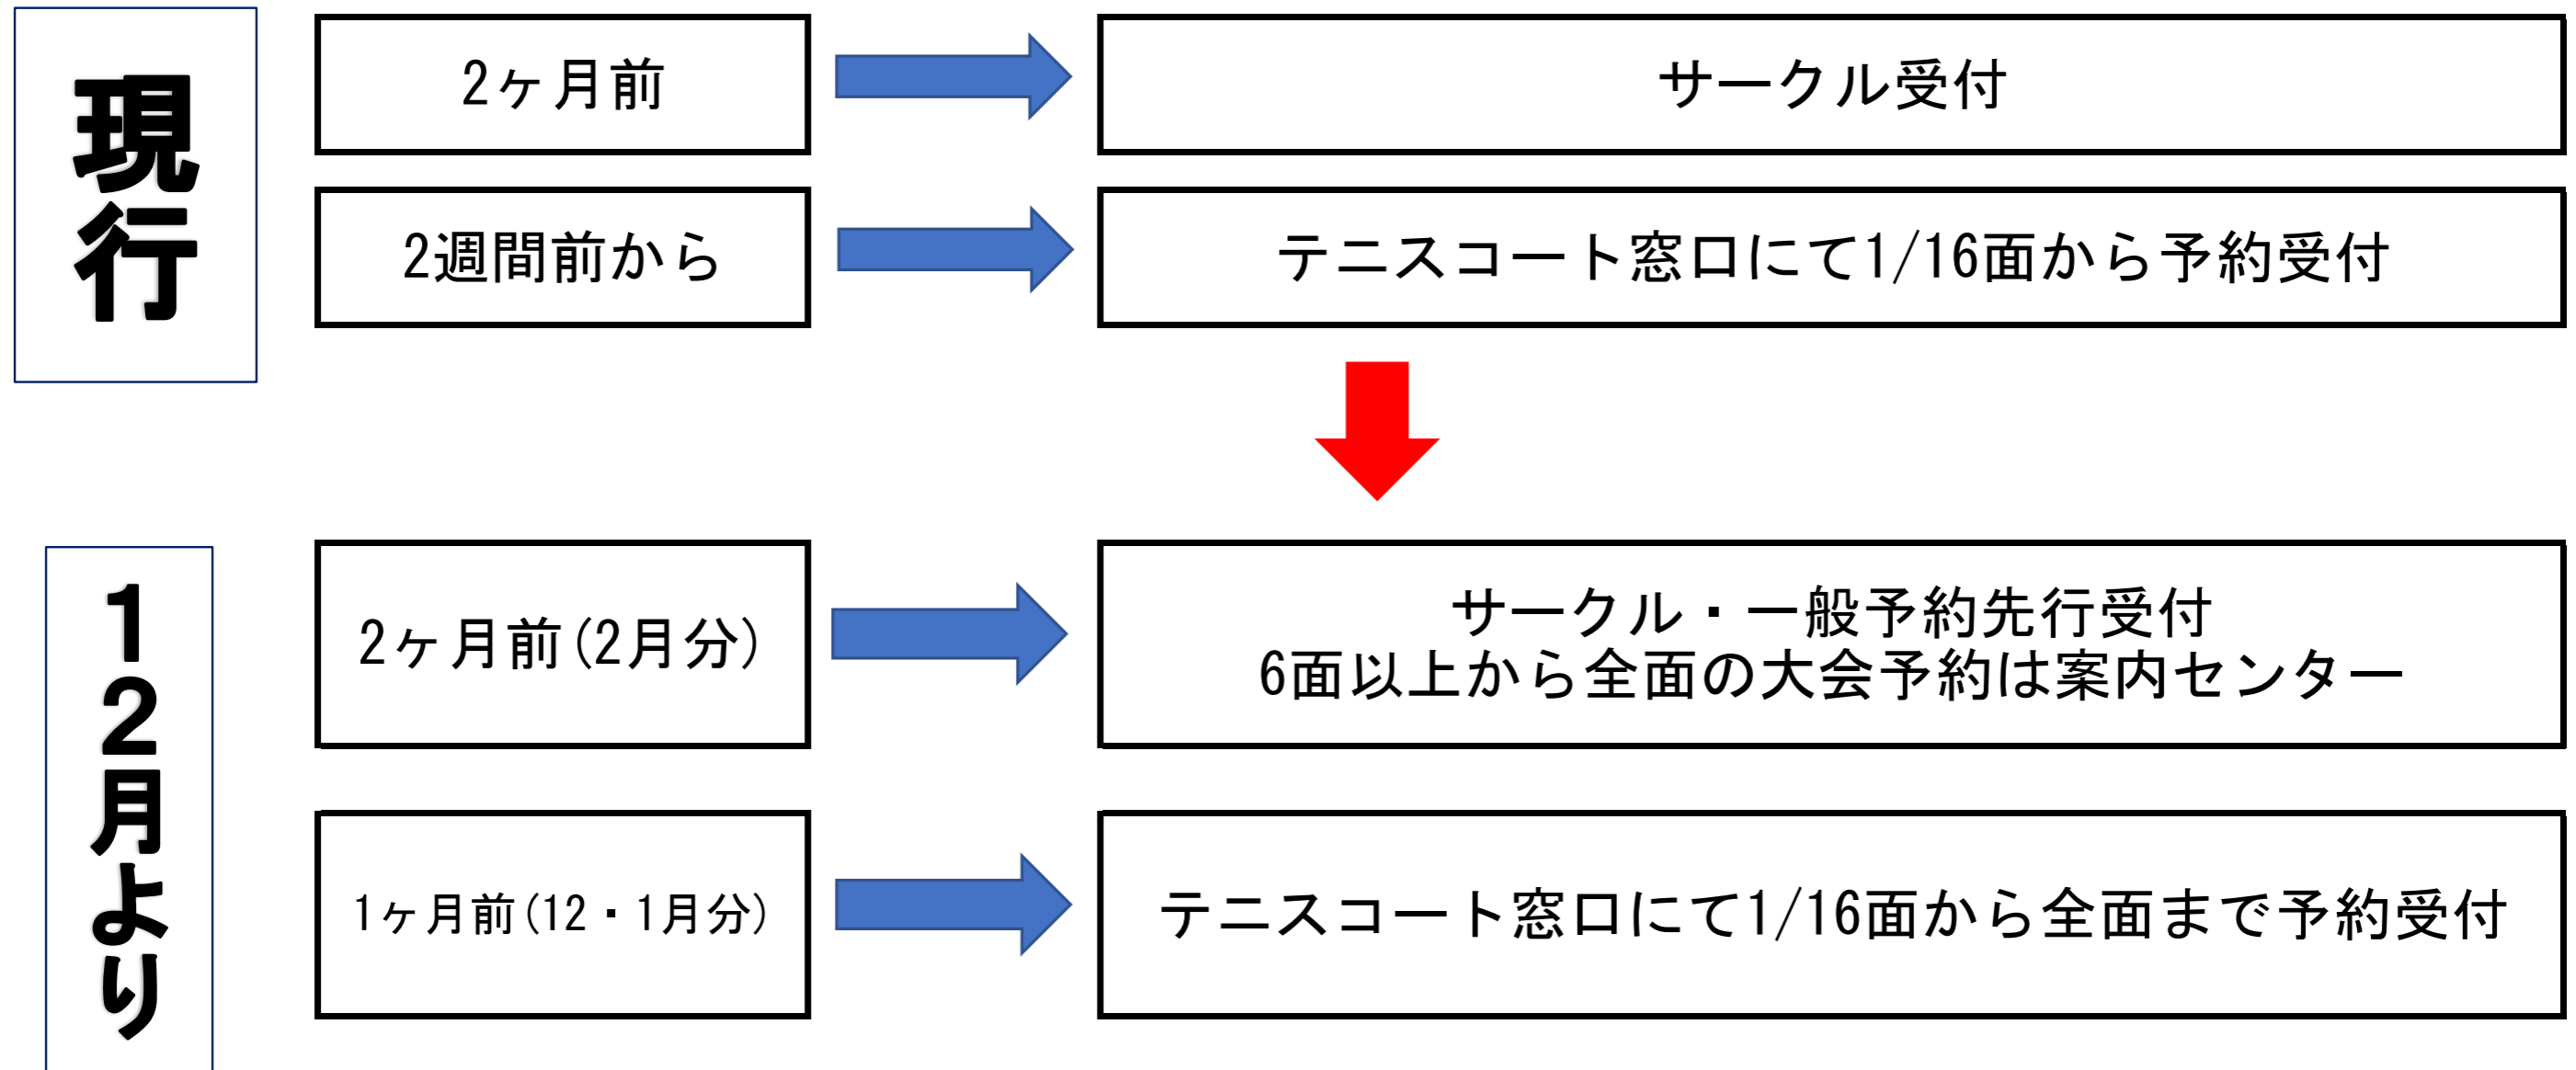 現行
2ヶ月前
サークル受付
2週間前から
テニスコート窓口にて1/16面から予約受付
12月より
2ヶ月前(2月分)
サークル・一般予約先行受付
6面以上から全面の大会予約は案内センター
1ヶ月前(12・1月分)
テニスコート窓口にて1/16面から全面まで予約受付